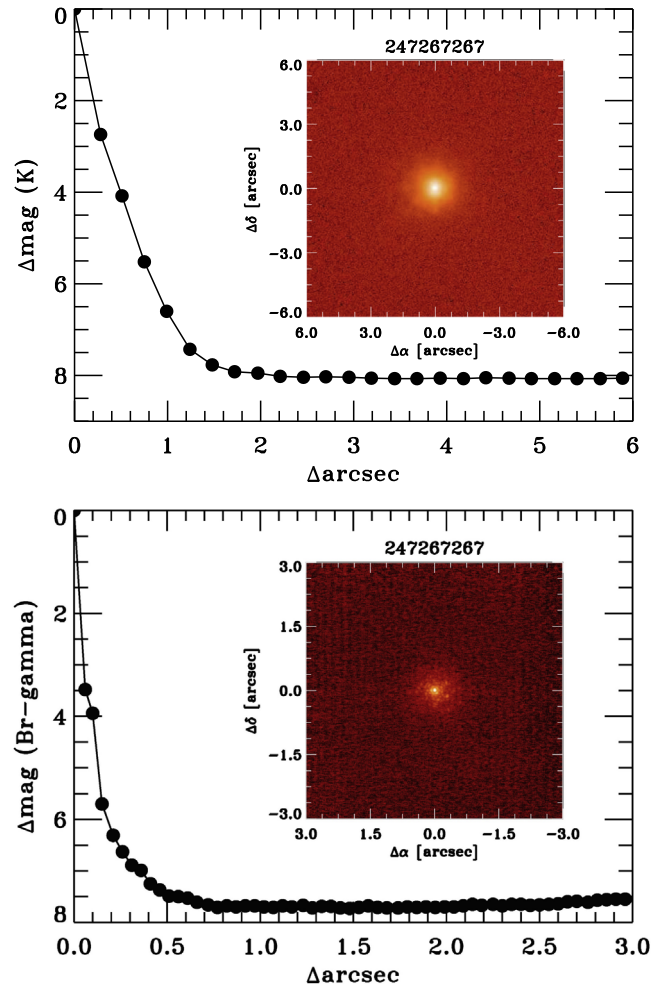 0
2
4
6
8
Δmag (K)
247267267
6.0
3.0
0.0
−3.0
−6.0
Δδ [arcsec]
6.0 3.0 0.0 −3.0 −6.0
Δα [arcsec]
0 1 2 3 4 5 6
Δarcsec
0
2
4
6
8
Δmag (Br−gamma)
247267267
3.0
1.5
0.0
−1.5
−3.0
Δδ [arcsec]
3.0 1.5 0.0 −1.5 −3.0
Δα [arcsec]
0.0 0.5 1.0 1.5 2.0 2.5 3.0
Δarcsec